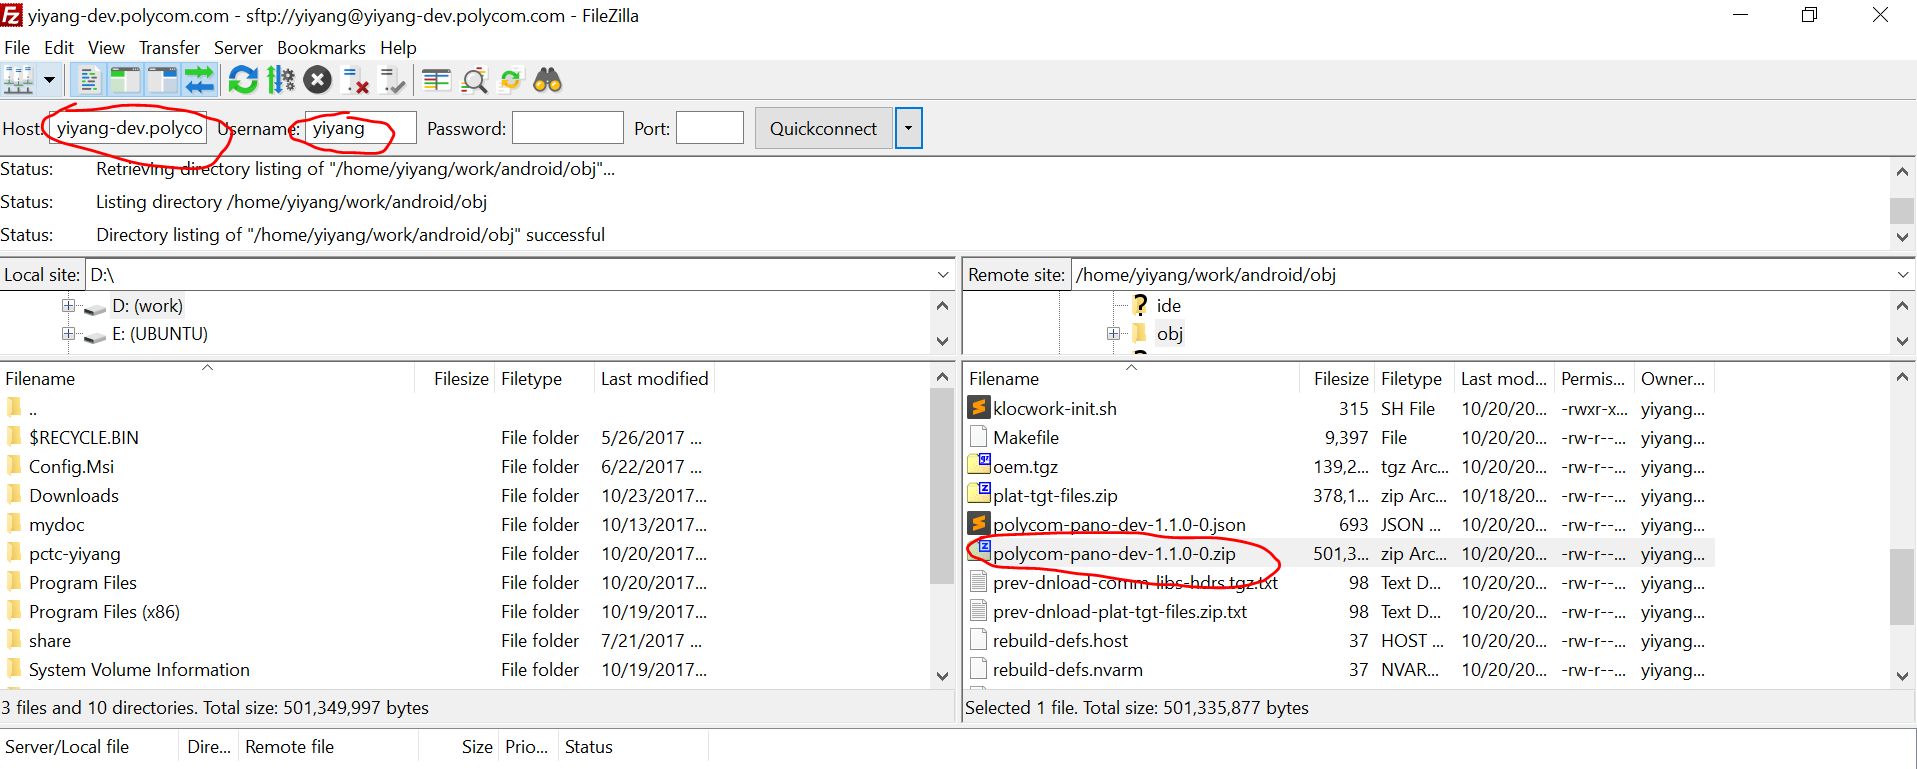 yiyang-dev.polycom.com - sftp://yiyang@yiyang-dev.polycom.com - FileZilla
File Edit View Transfer Server Bookmarks Help
Host: yiyang-dev.polyco Username: yiyang Password: Port: Quickconnect
Status: Retrieving directory listing of "/home/yiyang/work/android/obj"...
Status: Listing directory /home/yiyang/work/android/obj
Status: Directory listing of "/home/yiyang/work/android/obj" successful
Local site: D:\
D: (work)
E: (UBUNTU)
Remote site: /home/yiyang/work/android/obj
ide
obj
Filename Filesize Filetype Last modified
..
$RECYCLE.BIN File folder 5/26/2017 ...
Config.Msi File folder 6/22/2017 ...
Downloads File folder 10/23/2017...
mydoc File folder 10/13/2017...
pctc-yiyang File folder 10/20/2017...
Program Files File folder 10/20/2017...
Program Files (x86) File folder 10/19/2017...
share File folder 7/21/2017 ...
System Volume Information File folder 10/19/2017...
3 files and 10 directories. Total size: 501,349,997 bytes
Filename Filesize Filetype Last mod... Permis... Owner...
klocwork-init.sh 315 SH File 10/20/20... -rwxr-x... yiyang...
Makefile 9,397 File 10/20/20... -rw-r--... yiyang...
oem.tgz 139,2... tgz Arc... 10/20/20... -rw-r--... yiyang...
plat-tgt-files.zip 378,1... zip Arc... 10/18/20... -rw-r--... yiyang...
polycom-pano-dev-1.1.0-0.json 693 JSON ... 10/20/20... -rw-r--... yiyang...
polycom-pano-dev-1.1.0-0.zip 501,3... zip Arc... 10/20/20... -rw-r--... yiyang...
prev-dnload-comm-libs-hdrs.tgz.txt 98 Text D... 10/20/20... -rw-r--... yiyang...
prev-dnload-plat-tgt-files.zip.txt 98 Text D... 10/20/20... -rw-r--... yiyang...
rebuild-defs.host 37 HOST ... 10/20/20... -rw-r--... yiyang...
rebuild-defs.nvarm 37 NVAR... 10/20/20... -rw-r--... yiyang...
Selected 1 file. Total size: 501,335,877 bytes
Server/Local file Dire... Remote file Size Prio... Status